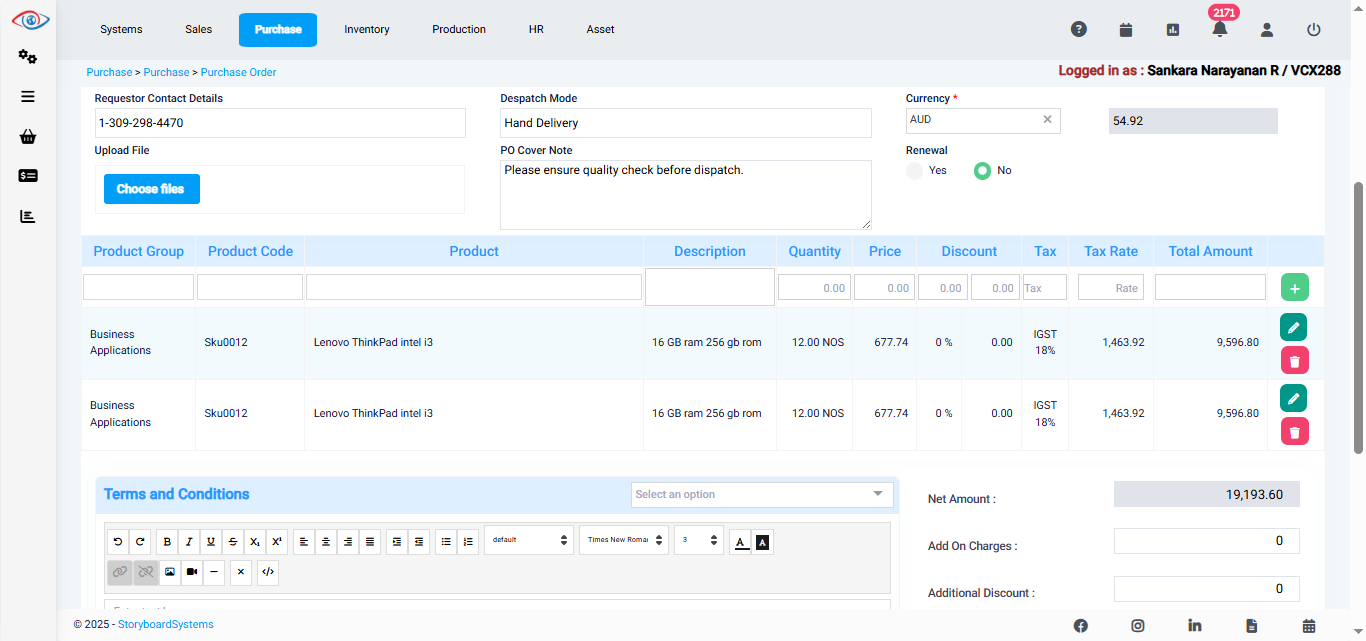 Systems Sales Purchase Inventory Production HR Asset 2171
Purchase > Purchase > Purchase Order
Logged in as : Sankara Narayanan R / VCX288
Requestor Contact Details
1-309-298-4470
Despatch Mode
Hand Delivery
Currency *
AUD × 54.92
Upload File
Choose files
PO Cover Note
Please ensure quality check before dispatch.
Renewal
Yes No
Product Group Product Code Product Description Quantity Price Discount Tax Tax Rate Total Amount
0.00 0.00 0.00 0.00 Tax Rate +
Business Applications Sku0012 Lenovo ThinkPad intel i3 16 GB ram 256 gb rom 12.00 NOS 677.74 0 % 0.00 IGST 18% 1,463.92 9,596.80
Business Applications Sku0012 Lenovo ThinkPad intel i3 16 GB ram 256 gb rom 12.00 NOS 677.74 0 % 0.00 IGST 18% 1,463.92 9,596.80
Terms and Conditions
Select an option
default Times New Roma 3
Net Amount : 19,193.60
Add On Charges : 0
Additional Discount : 0
© 2025 - StoryboardSystems